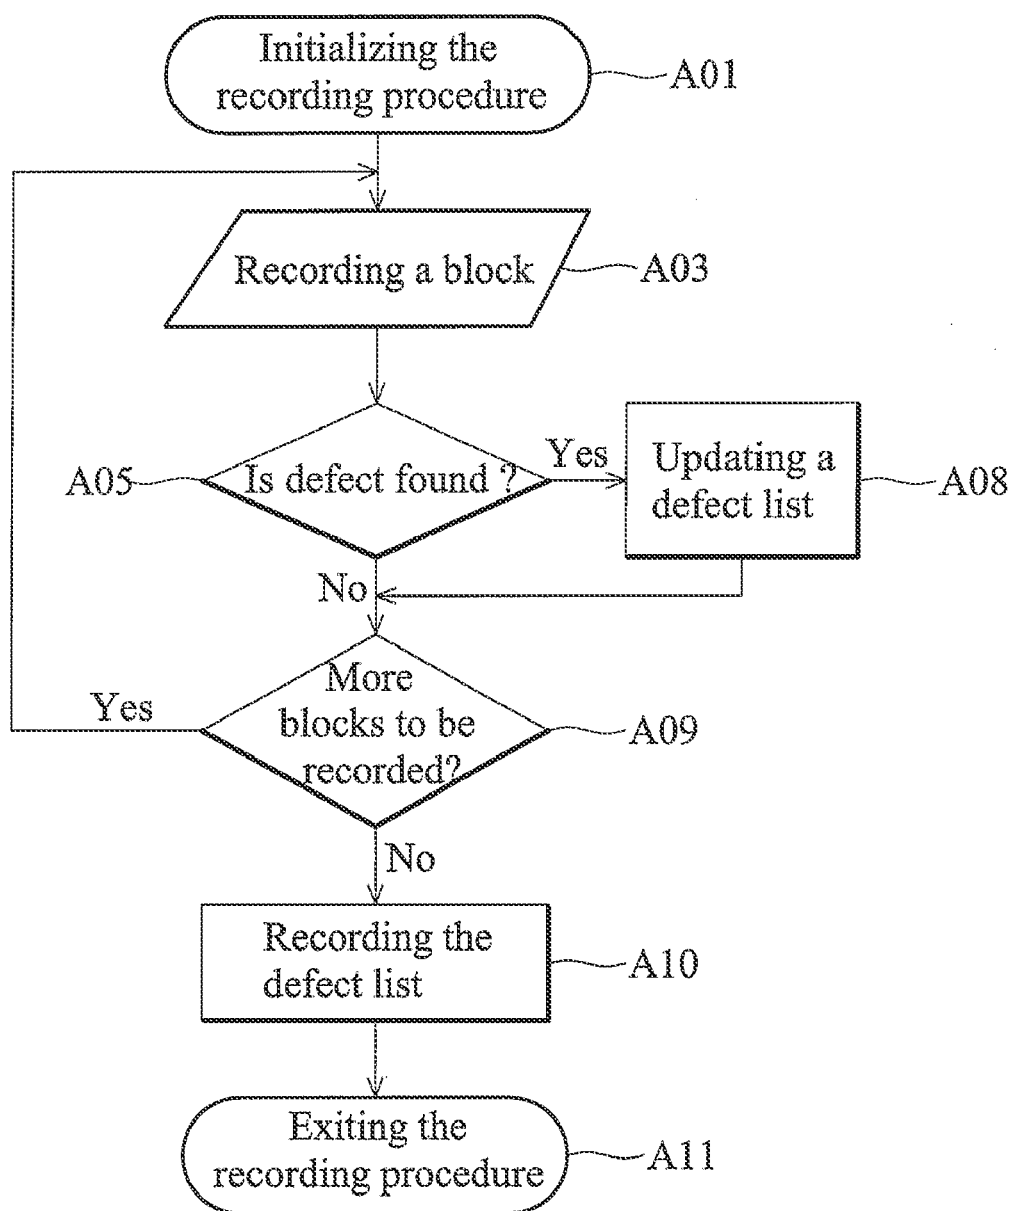 Initializing the
recording procedure
A01
Recording a block
A03
Is defect found ?
A05
Yes
Updating a
defect list
A08
No
More
blocks to be
recorded?
A09
Yes
No
Recording the
defect list
A10
Exiting the
recording procedure
A11